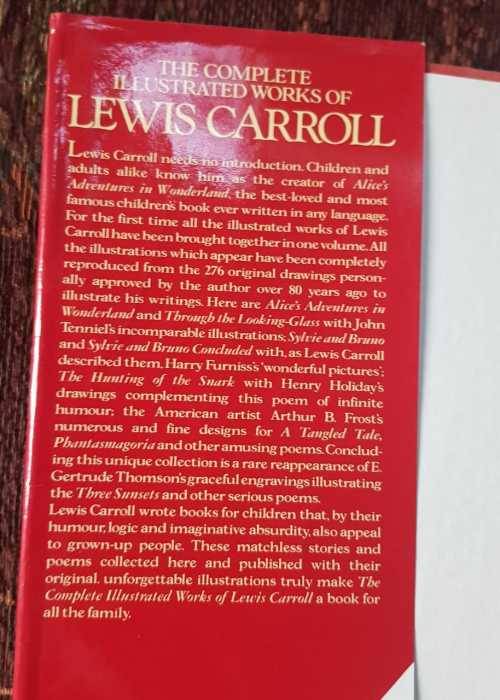 THE COMPLETE
ILLUSTRATED WORKS OF
LEWIS CARROLL
Lewis Carroll needs no introduction. Children and
adults alike know him as the creator of Alice's
Adventures in Wonderland, the best-loved and most
famous children's book ever written in any language.
For the first time all the illustrated works of Lewis
Carroll have been brought together in one volume. All
the illustrations which appear have been completely
reproduced from the 276 original drawings person-
ally approved by the author over 80 years ago to
illustrate his writings. Here are Alice's Adventures in
Wonderland and Through the Looking-Glass with John
Tenniel's incomparable illustrations; Sylvie and Bruno
and Sylvie and Bruno Concluded with, as Lewis Carroll
described them, Harry Furniss's 'wonderful pictures';
The Hunting of the Snark with Henry Holiday's
drawings complementing this poem of infinite
humour; the American artist Arthur B. Frost's
numerous and fine designs for A Tangled Tale,
Phantasmagoria and other amusing poems. Conclud-
ing this unique collection is a rare reappearance of E.
Gertrude Thomson's graceful engravings illustrating
the Three Sunsets and other serious poems.
Lewis Carroll wrote books for children that, by their
humour, logic and imaginative absurdity, also appeal
to grown-up people. These matchless stories and
poems collected here and published with their
original, unforgettable illustrations truly make The
Complete Illustrated Works of Lewis Carroll a book for
all the family.